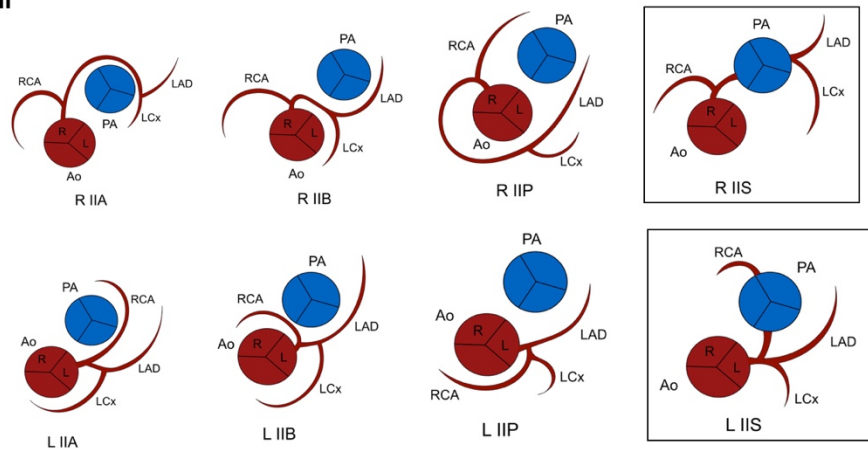 II
RCA
PA
LAD
LCx
R
L
Ao
R IIA
PA
RCA
LAD
R
L
LCx
Ao
R IIB
RCA
PA
LAD
R
L
Ao
LCx
R IIP
PA
LAD
RCA
R
L
LCx
Ao
R IIS
PA
RCA
Ao
R
L
LAD
LCx
L IIA
PA
RCA
LAD
Ao
R
L
LCx
L IIB
PA
Ao
R
L
LAD
LCx
RCA
L IIP
RCA
PA
LAD
R
L
Ao
LCx
L IIS